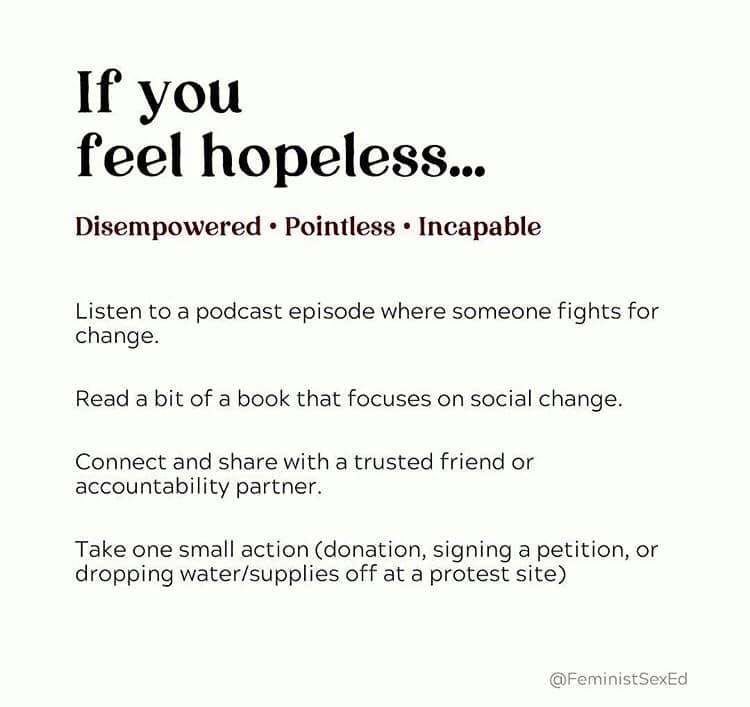 If you
feel hopeless...
Disempowered • Pointless • Incapable
Listen to a podcast episode where someone fights for
change.
Read a bit of a book that focuses on social change.
Connect and share with a trusted friend or
accountability partner.
Take one small action (donation, signing a petition, or
dropping water/supplies off at a protest site)
@FeministSexEd